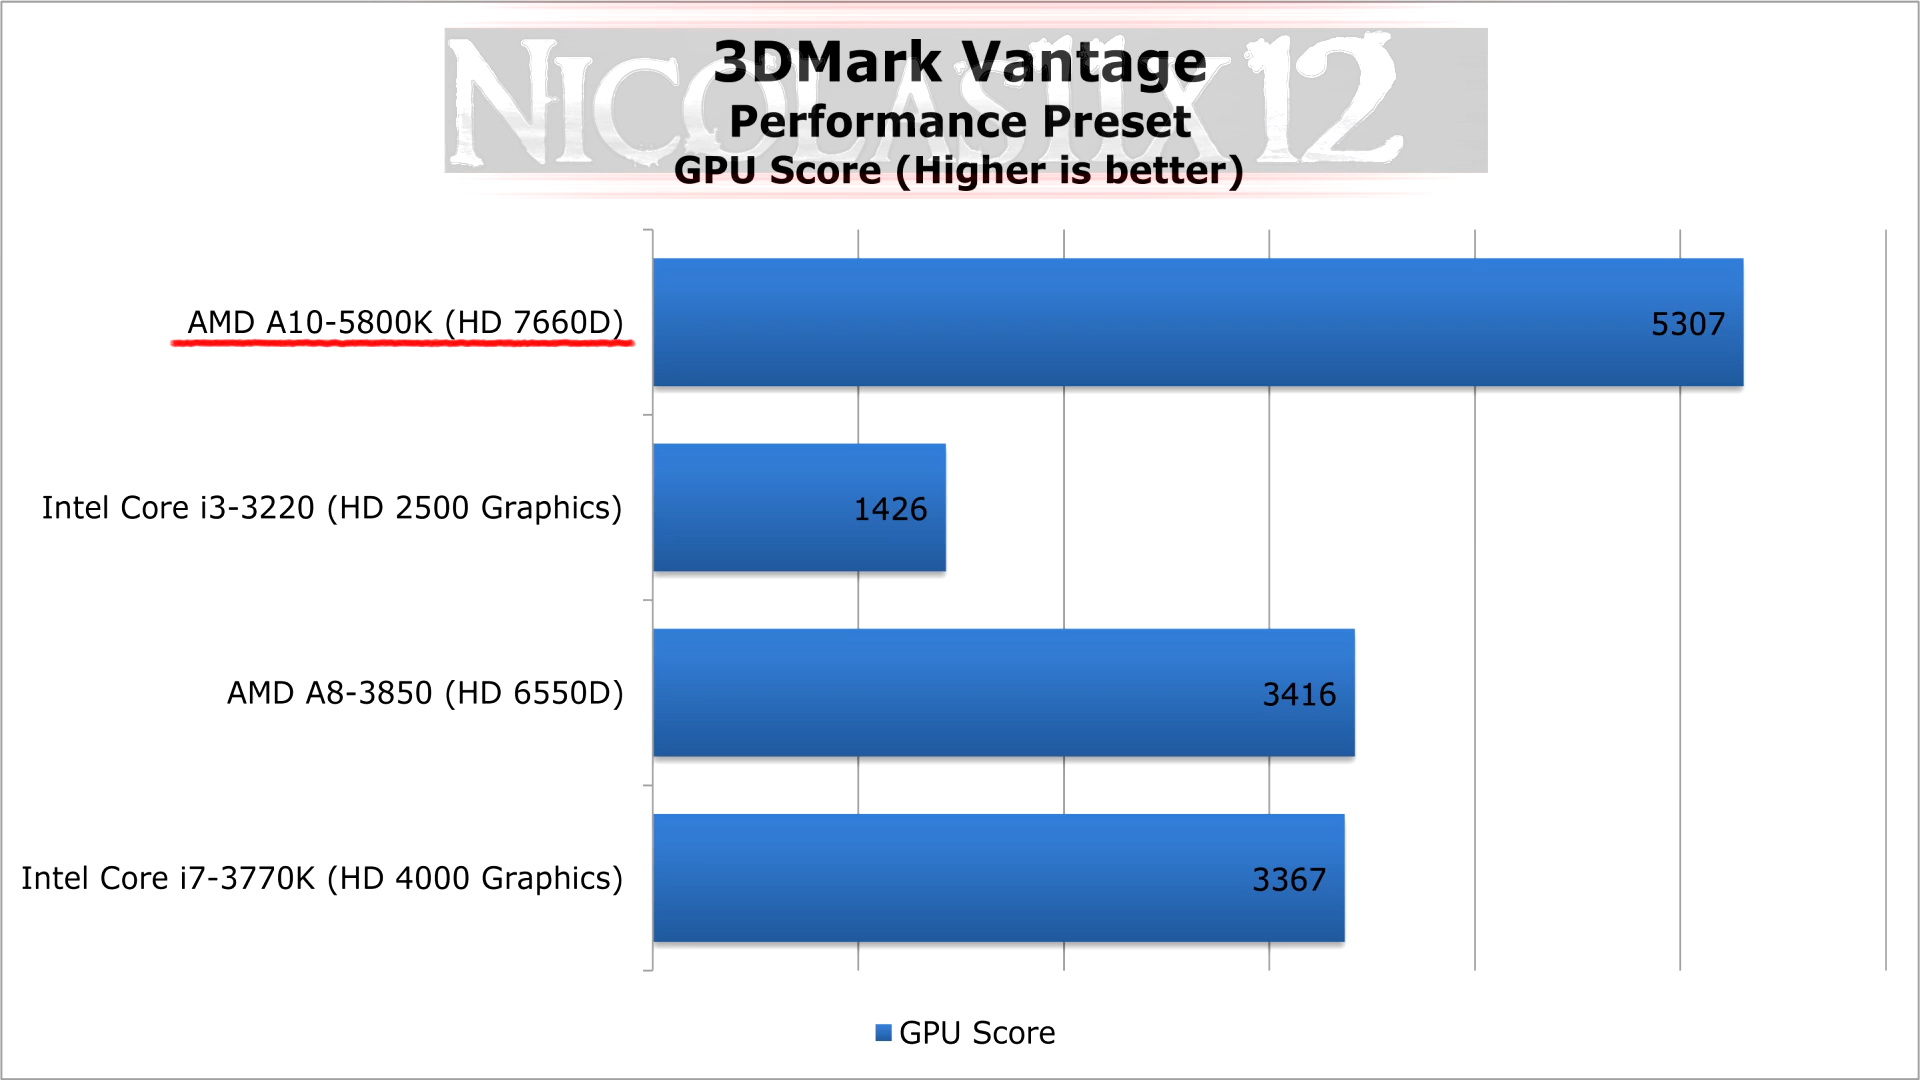 NICOLAS11X12
3DMark Vantage
Performance Preset
GPU Score (Higher is better)
AMD A10-5800K (HD 7660D)
5307
Intel Core i3-3220 (HD 2500 Graphics)
1426
AMD A8-3850 (HD 6550D)
3416
Intel Core i7-3770K (HD 4000 Graphics)
3367
GPU Score